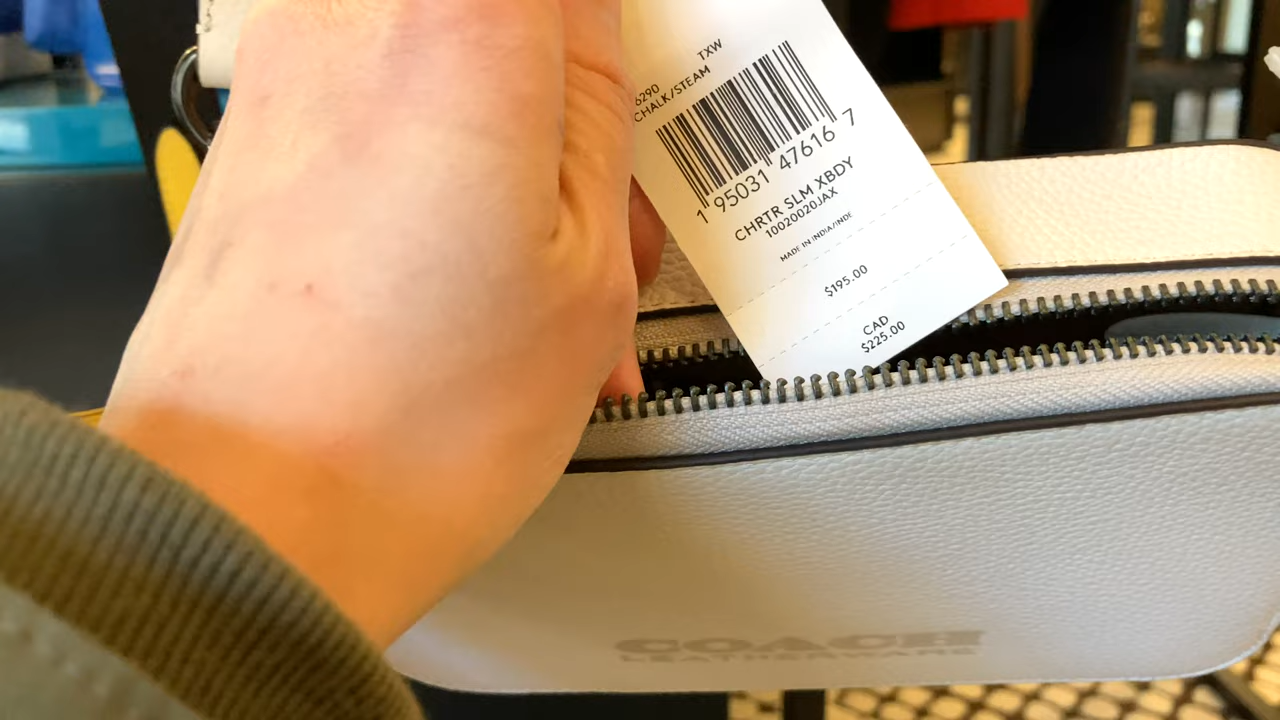 6290 TXW
CHALK/STEAM
1 95031 47616 7
CHRTR SLM XBDY
10020020JAX
MADE IN INDIA/INDE
$195.00
CAD
$225.00
COACH
LEATHERWARE